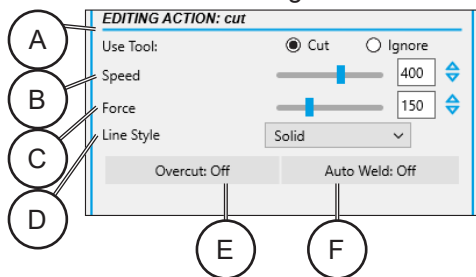 EDITING ACTION: cut
A
Use Tool: Cut Ignore
Speed 400
B
Force 150
C
Line Style Solid
Overcut: Off Auto Weld: Off
D
E F